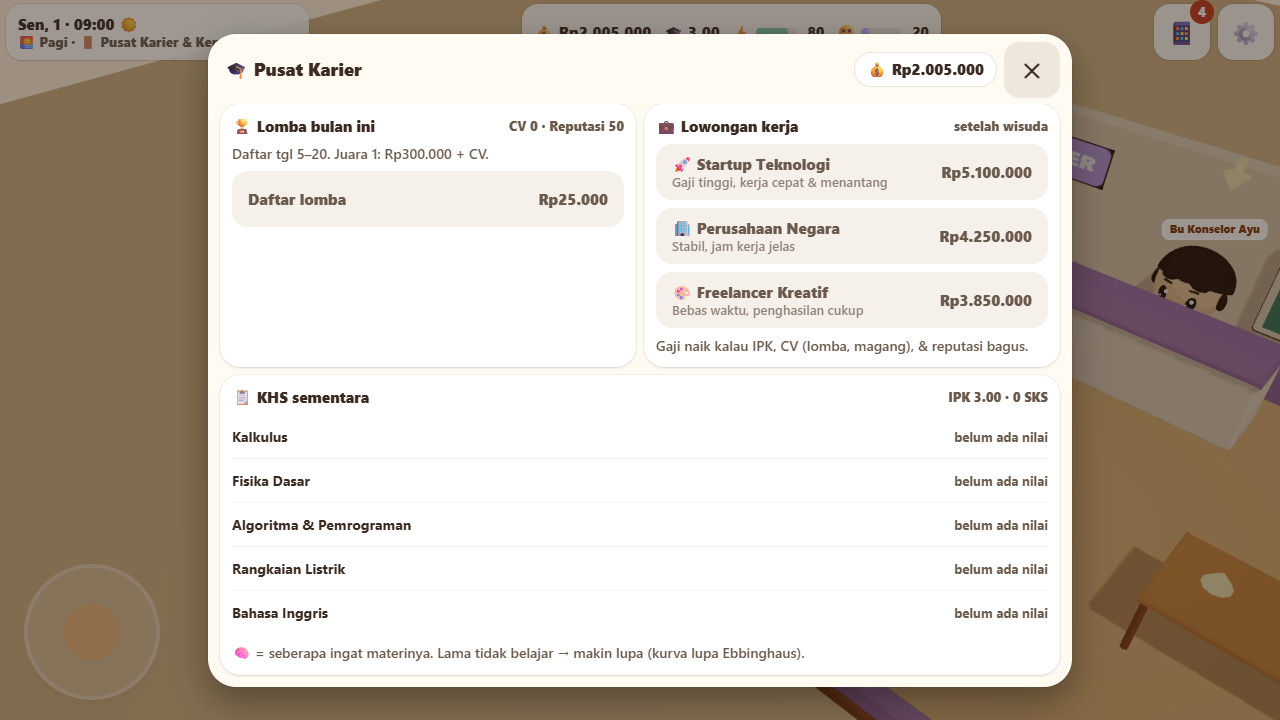 Sen, 1 · 09:00
Pagi · Pusat Karier & Ke
Rp2.005.000 3.00 80 20
4
Pusat Karier
Rp2.005.000
Lomba bulan ini
CV 0 · Reputasi 50
Daftar tgl 5–20. Juara 1: Rp300.000 + CV.
Daftar lomba
Rp25.000
Lowongan kerja
setelah wisuda
Startup Teknologi
Gaji tinggi, kerja cepat & menantang
Rp5.100.000
Perusahaan Negara
Stabil, jam kerja jelas
Rp4.250.000
Freelancer Kreatif
Bebas waktu, penghasilan cukup
Rp3.850.000
Gaji naik kalau IPK, CV (lomba, magang), & reputasi bagus.
ER
Bu Konselor Ayu
KHS sementara
IPK 3.00 · 0 SKS
Kalkulus
belum ada nilai
Fisika Dasar
belum ada nilai
Algoritma & Pemrograman
belum ada nilai
Rangkaian Listrik
belum ada nilai
Bahasa Inggris
belum ada nilai
= seberapa ingat materinya. Lama tidak belajar → makin lupa (kurva lupa Ebbinghaus).